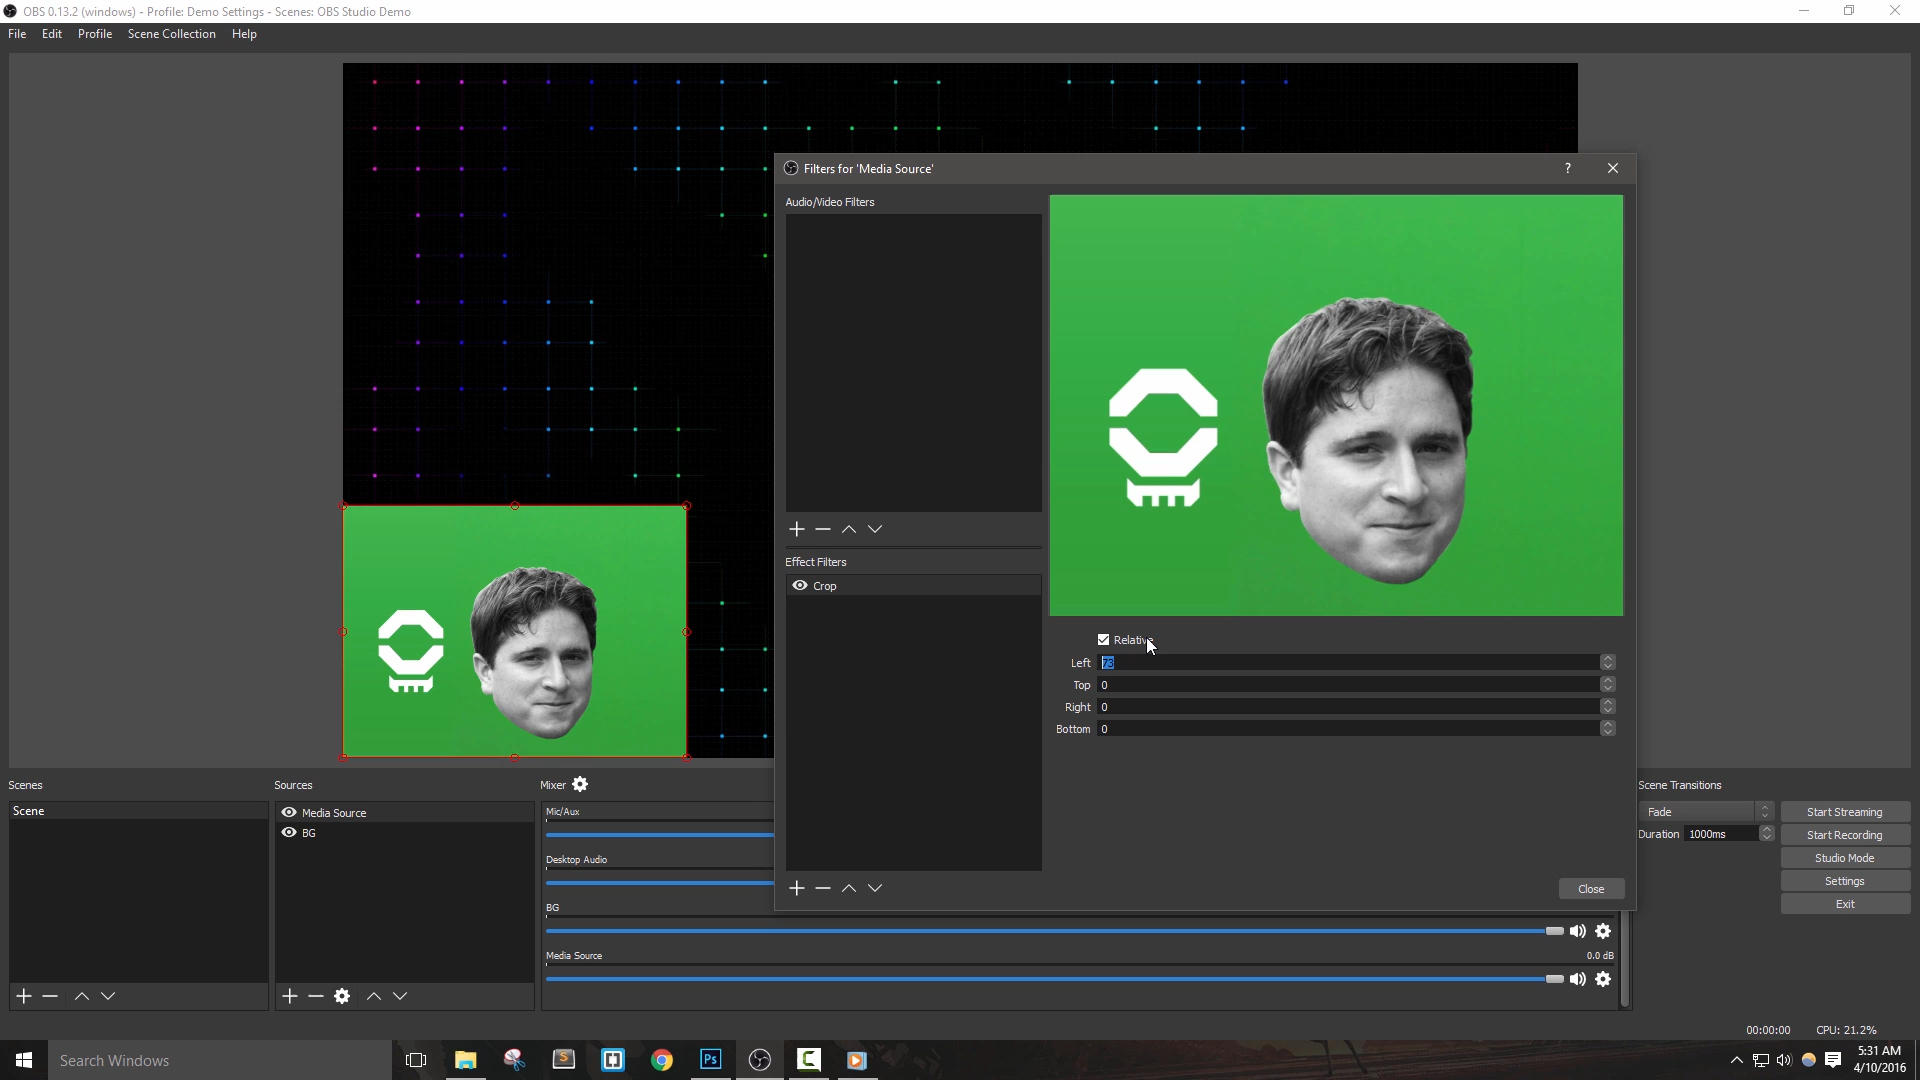 OBS 0.13.2 (windows) - Profile: Demo Settings - Scenes: OBS Studio Demo
File Edit Profile Scene Collection Help
Filters for 'Media Source'
?
Audio/Video Filters
Effect Filters
Crop
Relative
Left 73
Top 0
Right 0
Bottom 0
Close
Scenes
Scene
Sources
Media Source
BG
Mixer
Mic/Aux
Desktop Audio
BG
Media Source 0.0 dB
Scene Transitions
Fade
Duration 1000ms
Start Streaming
Start Recording
Studio Mode
Settings
Exit
00:00:00 CPU: 21.2%
Search Windows
S
Ps
C
5:31 AM
4/10/2016